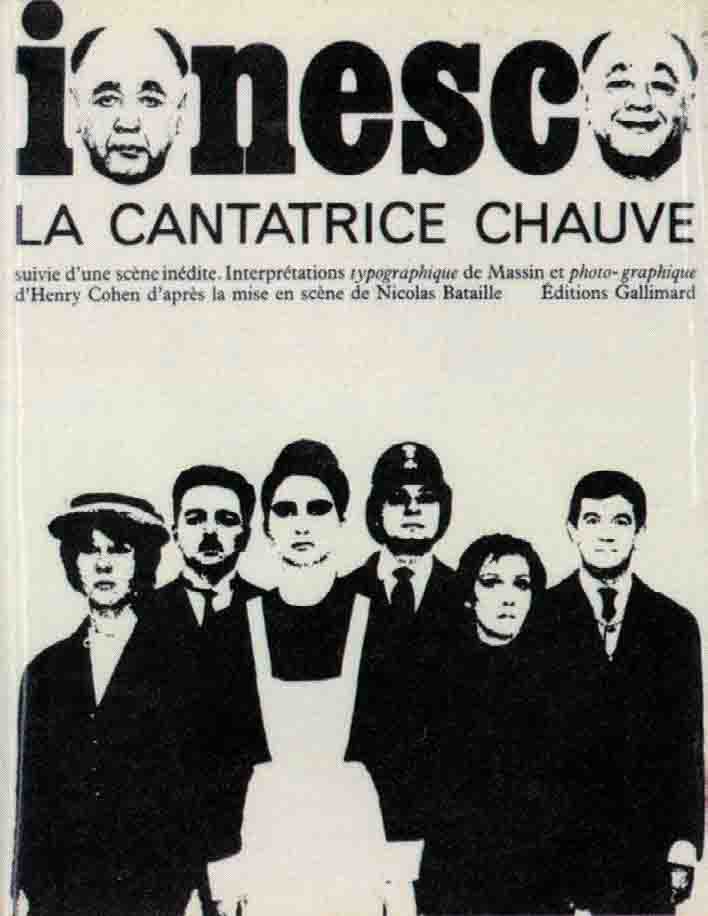 ionesco
LA CANTATRICE CHAUVE
suivie d'une scène inédite. Interprétations typographique de Massin et photo-graphique
d'Henry Cohen d'après la mise en scène de Nicolas Bataille Éditions Gallimard